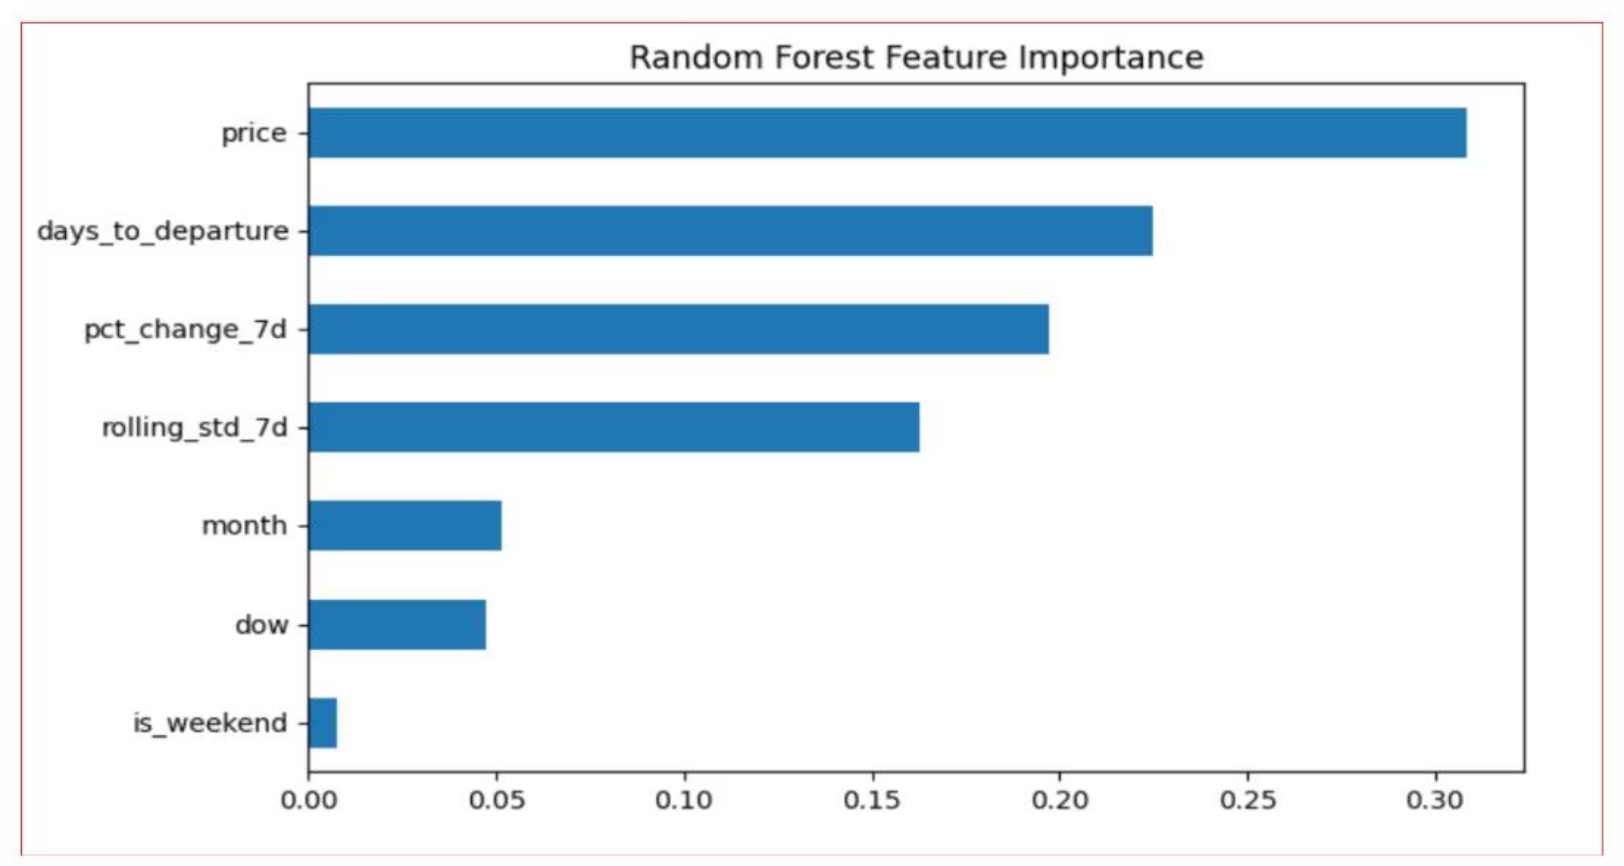 Random Forest Feature Importance
price
days_to_departure
pct_change_7d
rolling_std_7d
month
dow
is_weekend
0.00 0.05 0.10 0.15 0.20 0.25 0.30